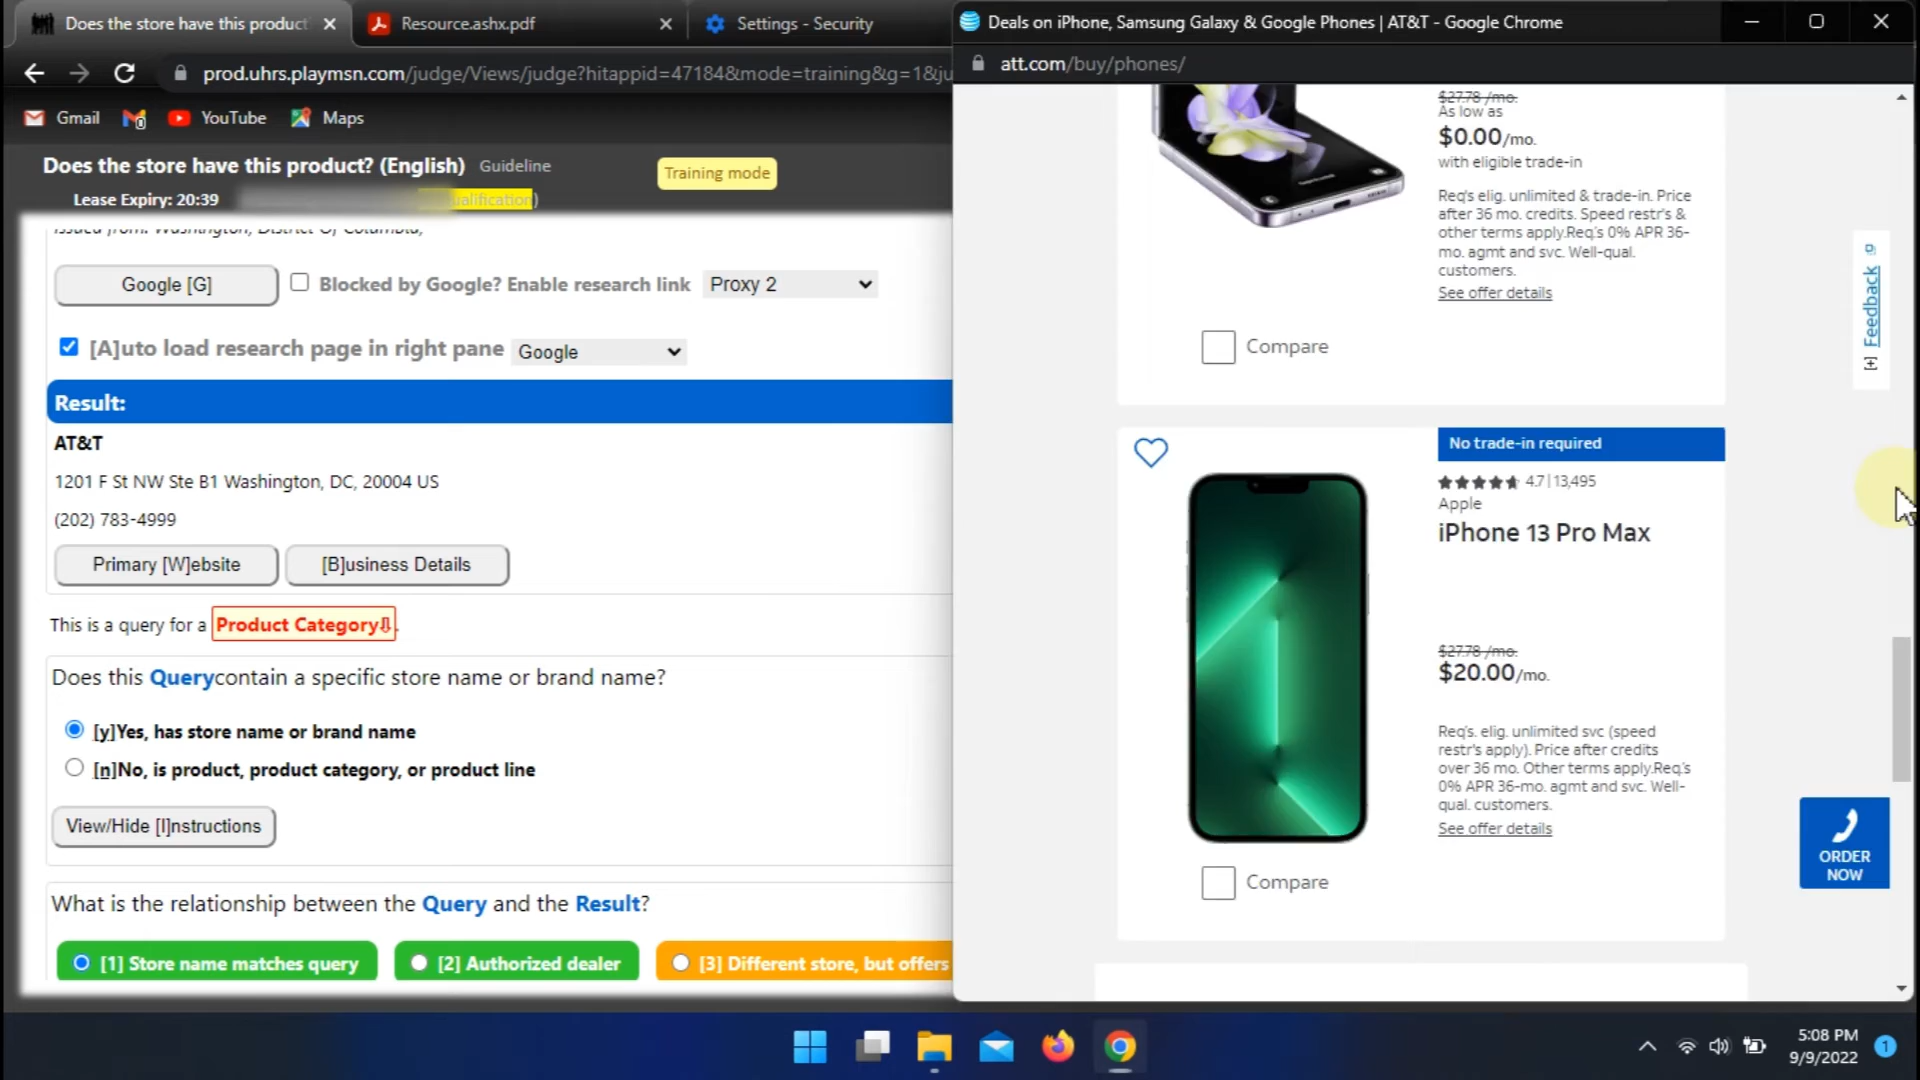 Does the store have this product
Resource.ashx.pdf
Settings - Security
Deals on iPhone, Samsung Galaxy & Google Phones | AT&T - Google Chrome
prod.uhrs.playmsn.com/judge/Views/judge?hitappid=47184&mode=training&g=1&ju
att.com/buy/phones/
Gmail
YouTube
Maps
Does the store have this product? (English) Guideline
Training mode
Lease Expiry: 20:39
ualification)
Issued from: Washington, District Of Columbia,
Google [G]
Blocked by Google? Enable research link
Proxy 2
[A]uto load research page in right pane
Google
Result:
AT&T
1201 F St NW Ste B1 Washington, DC, 20004 US
(202) 783-4999
Primary [W]ebsite
[B]usiness Details
This is a query for a Product Category⇩.
Does this Querycontain a specific store name or brand name?
[y]Yes, has store name or brand name
[n]No, is product, product category, or product line
View/Hide [I]nstructions
What is the relationship between the Query and the Result?
[1] Store name matches query
[2] Authorized dealer
[3] Different store, but offers
$27.78 /mo.
As low as
$0.00/mo.
with eligible trade-in
Req's elig. unlimited & trade-in. Price
after 36 mo. credits. Speed restr's &
other terms apply.Req.'s 0% APR 36-
mo. agmt and svc. Well-qual.
customers.
See offer details
Compare
[+] Feedback
No trade-in required
4.7 | 13,495
Apple
iPhone 13 Pro Max
$27.78 /mo.
$20.00/mo.
Req's. elig. unlimited svc (speed
restr's apply). Price after credits
over 36 mo. Other terms apply.Req.'s
0% APR 36-mo. agmt and svc. Well-
qual. customers.
See offer details
Compare
ORDER
NOW
5:08 PM
9/9/2022
1